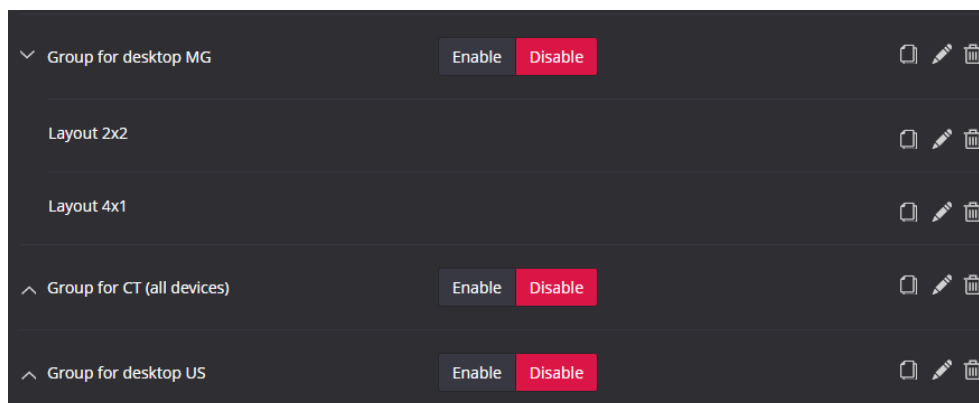 Group for desktop MG Enable Disable
Layout 2x2
Layout 4x1
Group for CT (all devices) Enable Disable
Group for desktop US Enable Disable